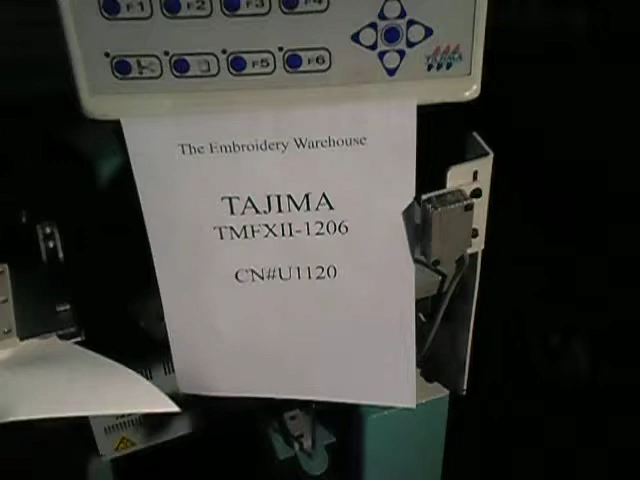 F1 F2 F3 F4
F5 F6
TAJIMA
The Embroidery Warehouse
TAJIMA
TMFXII-1206
CN#U1120